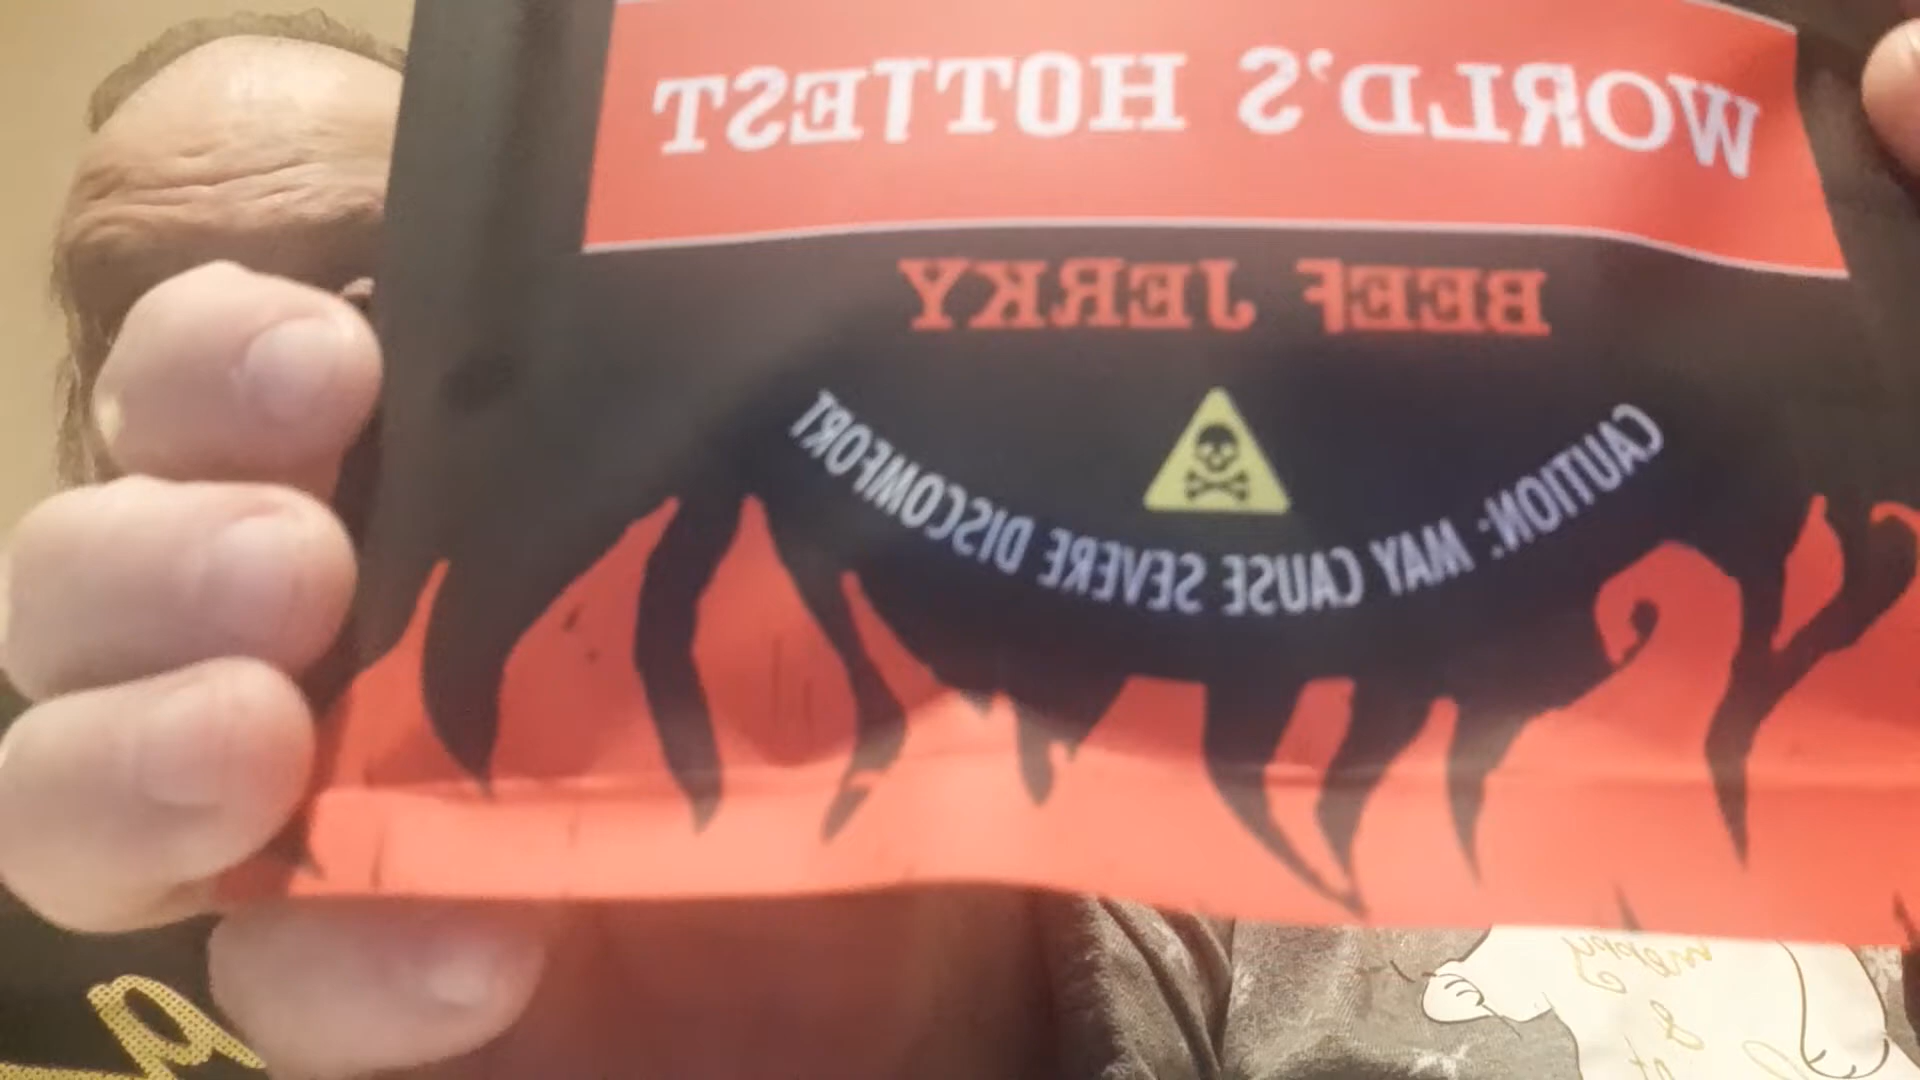 WORLD'S HOTTEST
BEEF JERKY
CAUTION: MAY CAUSE SEVERE DISCOMFORT